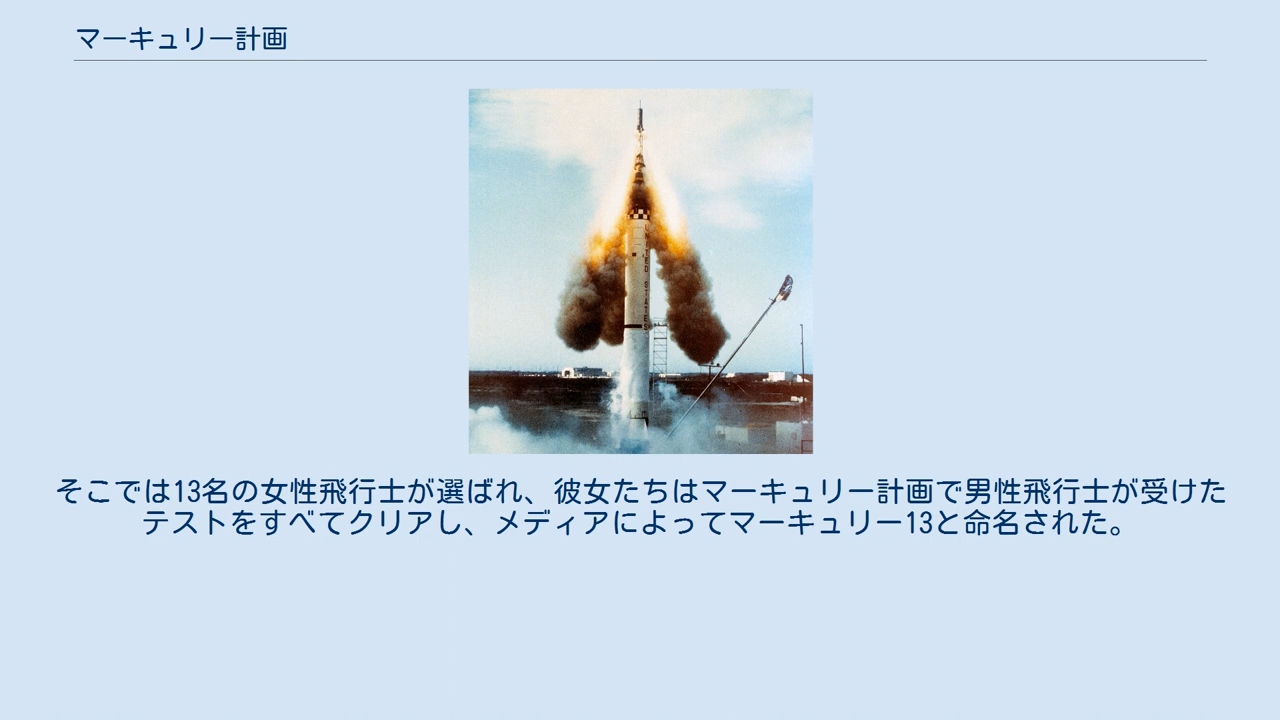 マーキュリー計画
UNITED STATES
そこでは13名の女性飛行士が選ばれ、彼女たちはマーキュリー計画で男性飛行士が受けた
テストをすべてクリアし、メディアによってマーキュリー13と命名された。